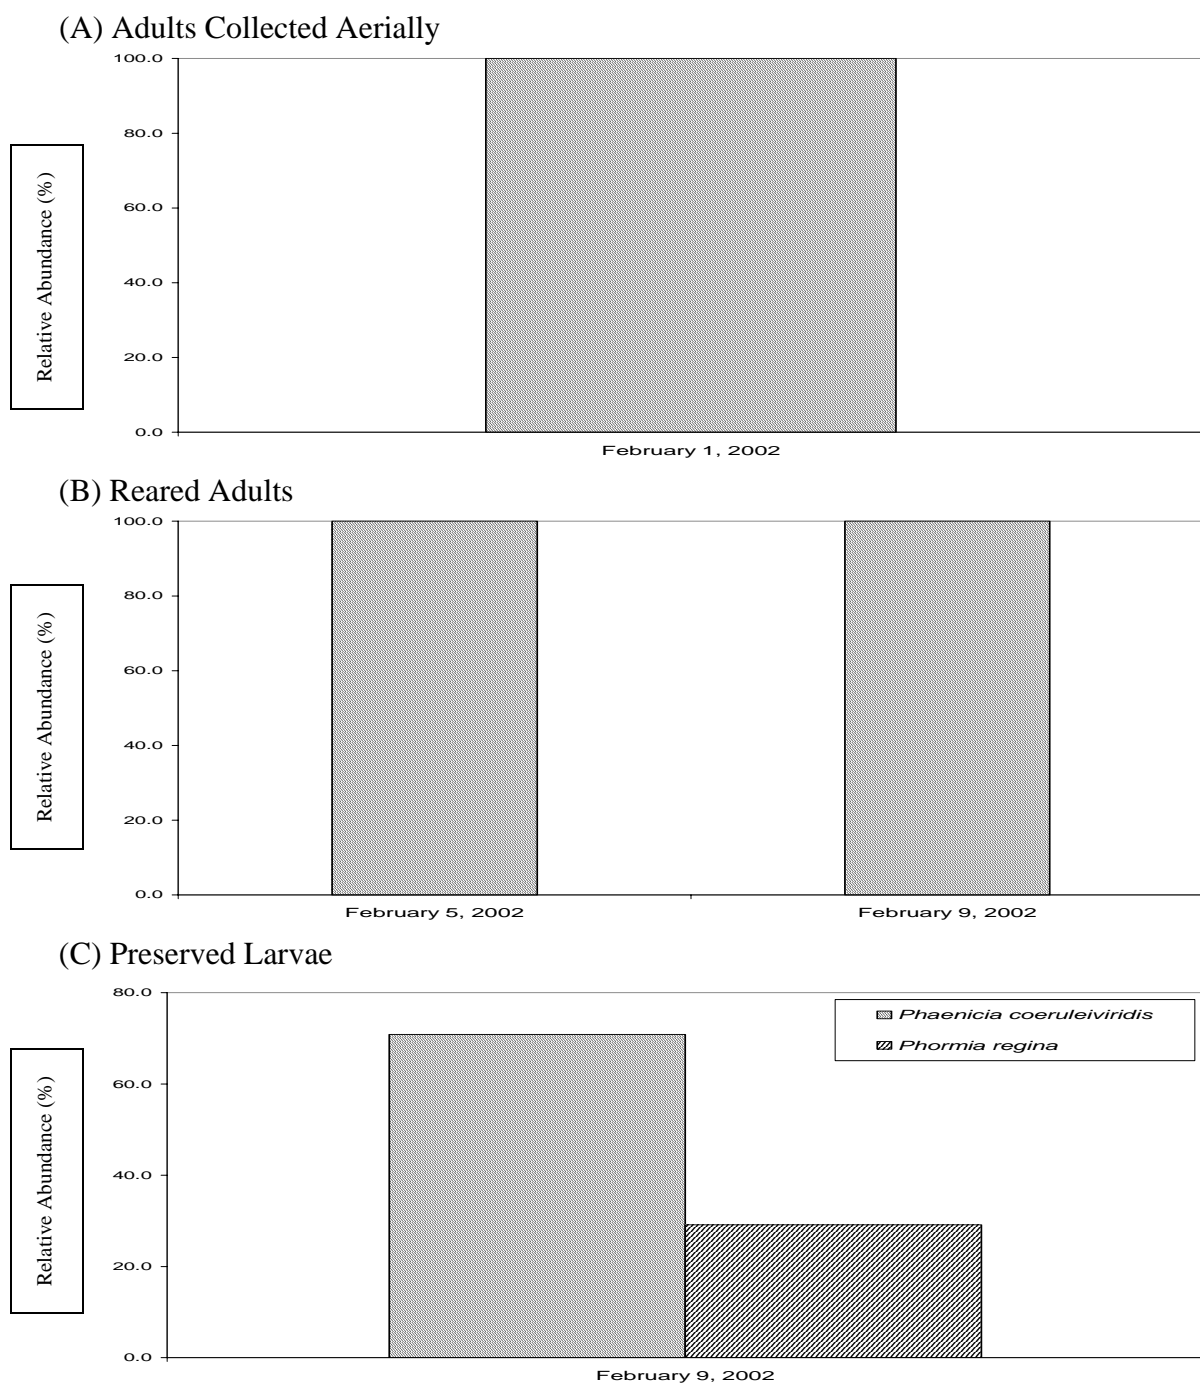 (A) Adults Collected Aerially
100.0
80.0
60.0
40.0
20.0
0.0
Relative Abundance (%)
February 1, 2002
(B) Reared Adults
100.0
80.0
60.0
40.0
20.0
0.0
Relative Abundance (%)
February 5, 2002
February 9, 2002
(C) Preserved Larvae
80.0
60.0
40.0
20.0
0.0
Relative Abundance (%)
Phaenicia coeruleiviridis
Phormia regina
February 9, 2002